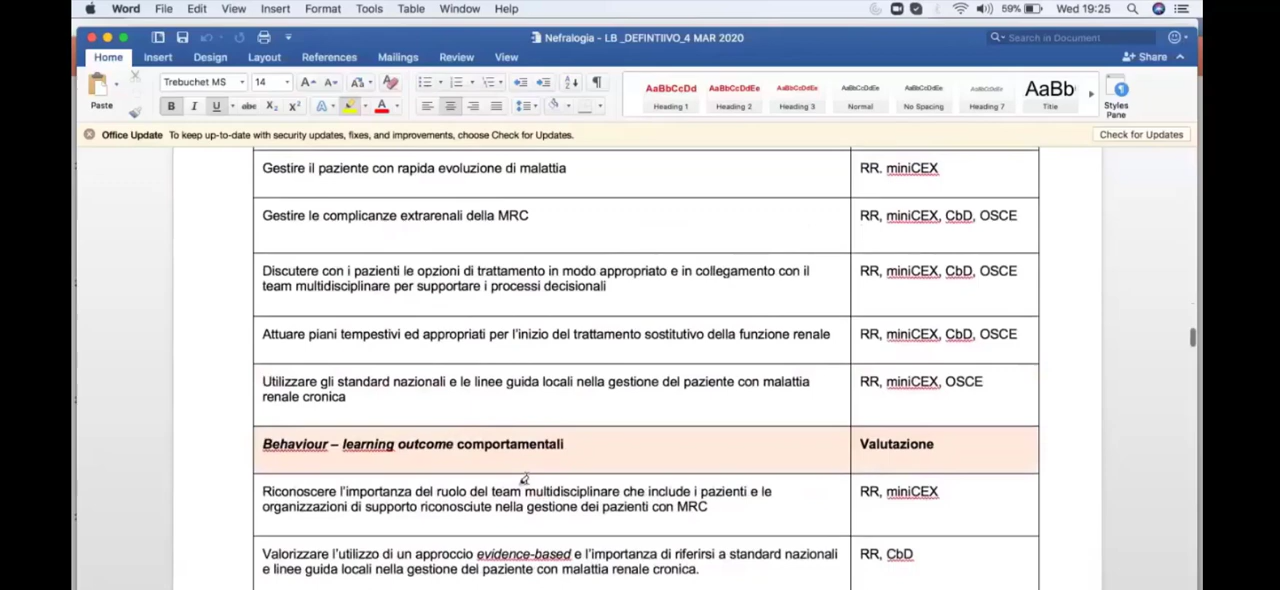 Word File Edit View Insert Format Tools Table Window Help 59% Wed 19:25
Nefralogia - LB _DEFINTIIVO_4 MAR 2020
Search in Document
Home Insert Design Layout References Mailings Review View Share
Paste Trebuchet MS 14
AaBbCcDd AaBbCcDdEe AaBbCcDdEe AaBbCcDdEe AaBbCcDdEe AaBbCcDdEe AaBb
Heading 1 Heading 2 Heading 3 Normal No Spacing Heading 7 Title
Styles
Pane
B I U abc X₂ X² A A
Office Update To keep up-to-date with security updates, fixes, and improvements, choose Check for Updates. Check for Updates
Gestire il paziente con rapida evoluzione di malattia RR. miniCEX
Gestire le complicanze extrarenali della MRC RR, miniCEX, CbD, OSCE
Discutere con i pazienti le opzioni di trattamento in modo appropriato e in collegamento con il RR, miniCEX, CbD, OSCE
team multidisciplinare per supportare i processi decisionali
Attuare piani tempestivi ed appropriati per l'inizio del trattamento sostitutivo della funzione renale RR, miniCEX, CbD, OSCE
Utilizzare gli standard nazionali e le linee guida locali nella gestione del paziente con malattia RR, miniCEX, OSCE
renale cronica
Behaviour – learning outcome comportamentali Valutazione
Riconoscere l'importanza del ruolo del team multidisciplinare che include i pazienti e le RR, miniCEX
organizzazioni di supporto riconosciute nella gestione dei pazienti con MRC
Valorizzare l'utilizzo di un approccio evidence-based e l'importanza di riferirsi a standard nazionali RR, CbD
e linee guida locali nella gestione del paziente con malattia renale cronica.